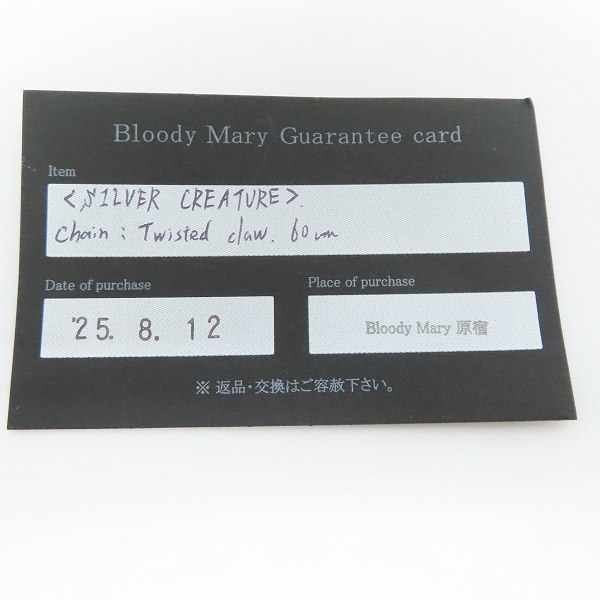 Bloody Mary Guarantee card
Item
<SILVER CREATURE>.
Chain : Twisted claw. 60cm
Date of purchase
Place of purchase
'25. 8. 12
Bloody Mary 原宿
※ 返品・交換はご容赦下さい。